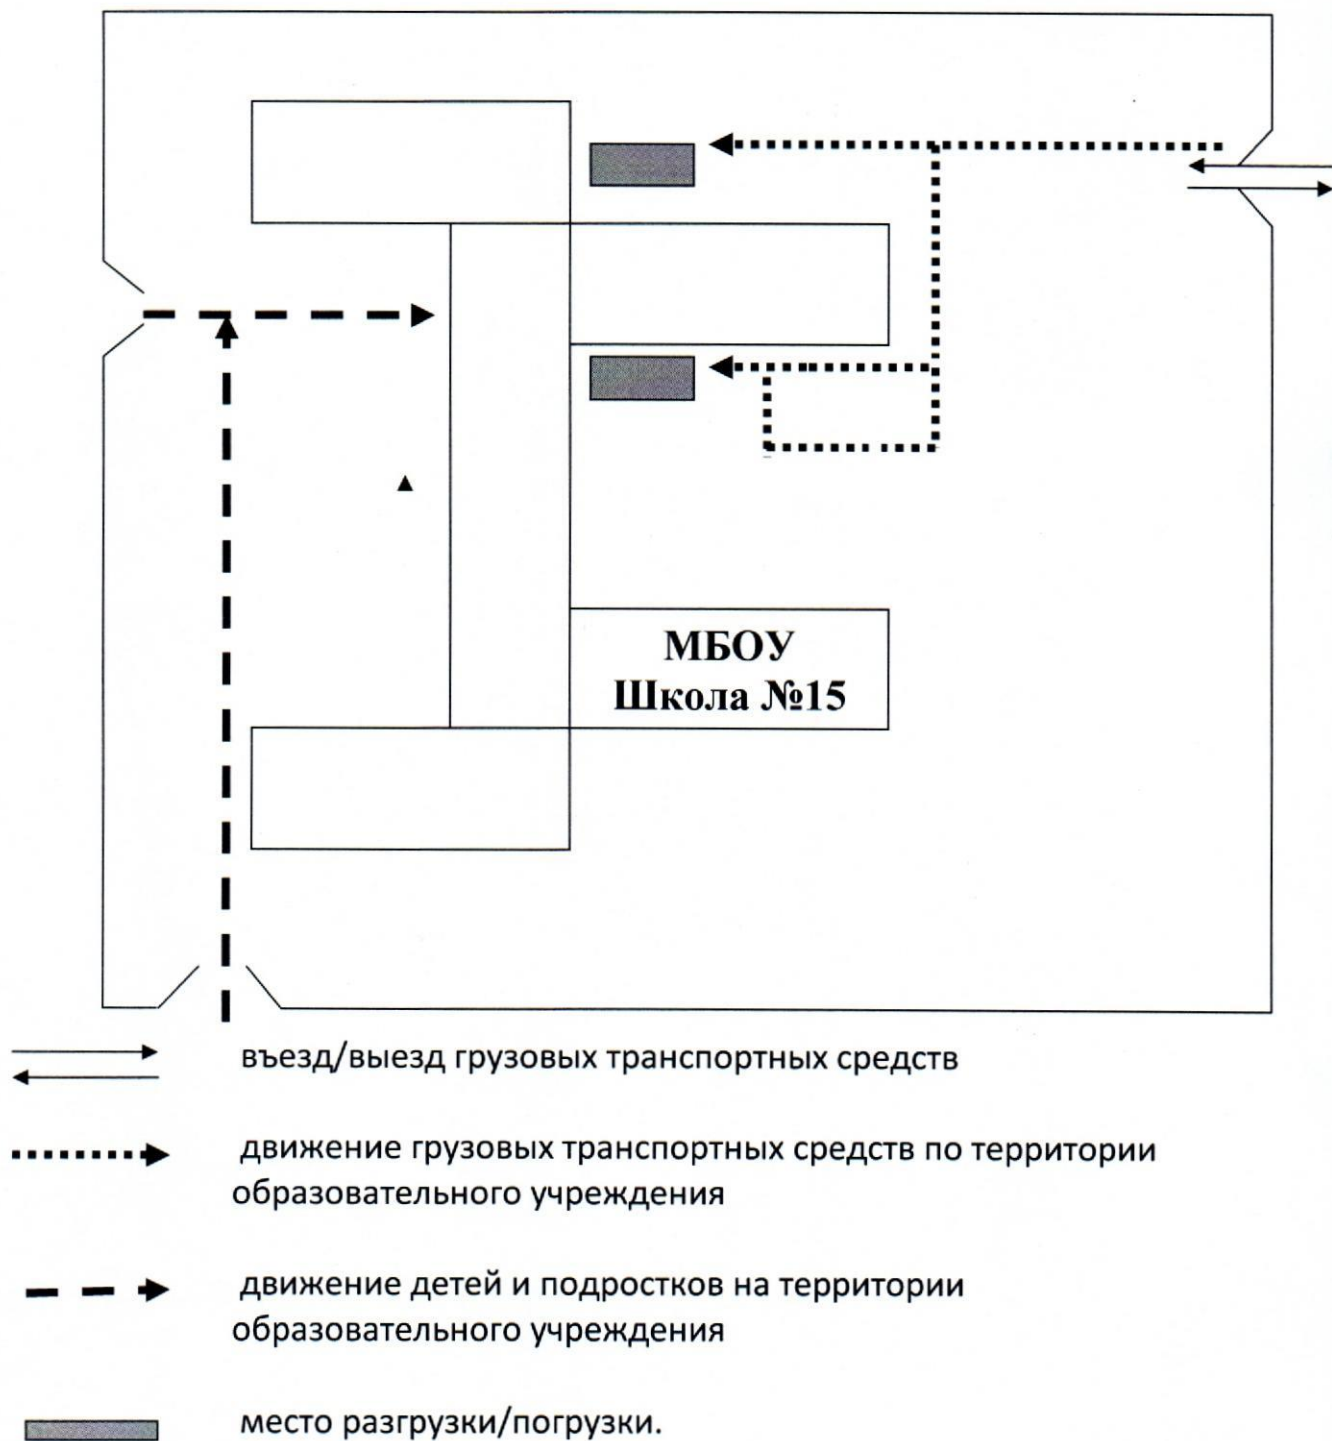 МБОУ
Школа №15
въезд/выезд грузовых транспортных средств
движение грузовых транспортных средств по территории
образовательного учреждения
движение детей и подростков на территории
образовательного учреждения
место разгрузки/погрузки.